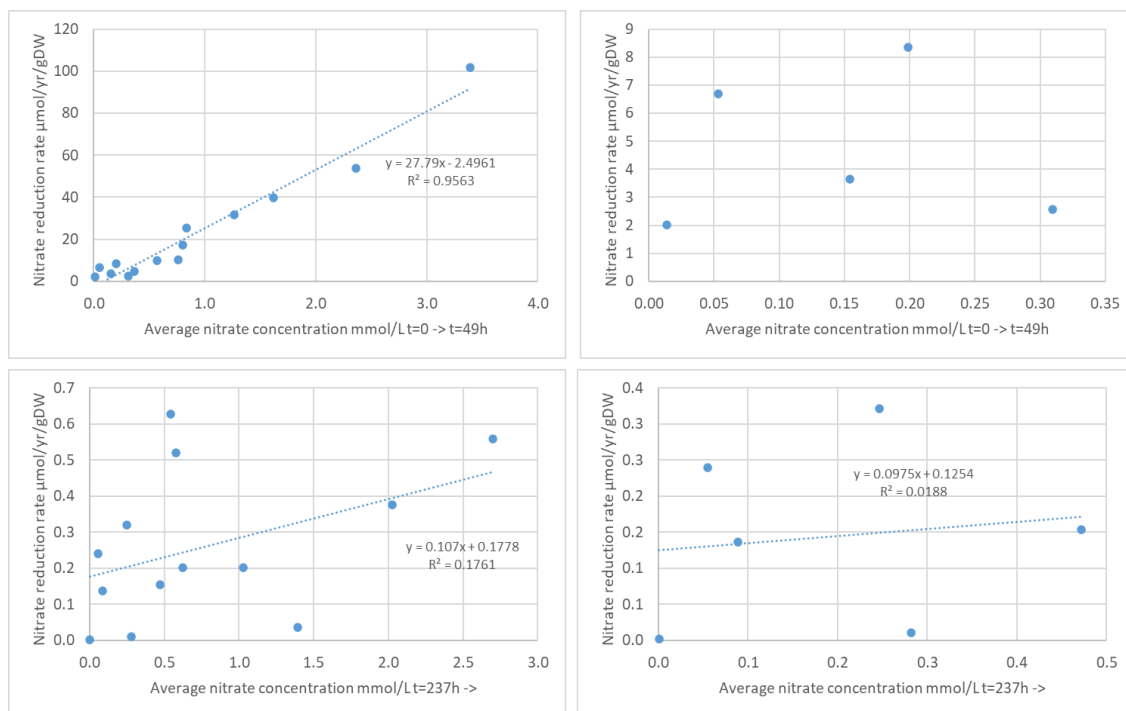 Nitrate reduction rate µmol/yr/gDW
120
100
80
60
40
20
0
y = 27.79x - 2.4961
R² = 0.9563
0.0 1.0 2.0 3.0 4.0
Average nitrate concentration mmol/L t=0 -> t=49h
Nitrate reduction rate µmol/yr/gDW
9
8
7
6
5
4
3
2
1
0
0.00 0.05 0.10 0.15 0.20 0.25 0.30 0.35
Average nitrate concentration mmol/L t=0 -> t=49h
Nitrate reduction rate µmol/yr/gDW
0.7
0.6
0.5
0.4
0.3
0.2
0.1
0.0
y = 0.107x + 0.1778
R² = 0.1761
0.0 0.5 1.0 1.5 2.0 2.5 3.0
Average nitrate concentration mmol/L t=237h ->
Nitrate reduction rate µmol/yr/gDW
0.4
0.3
0.3
0.2
0.2
0.1
0.1
0.0
y = 0.0975x + 0.1254
R² = 0.0188
0.0 0.1 0.2 0.3 0.4 0.5
Average nitrate concentration mmol/L t=237h ->